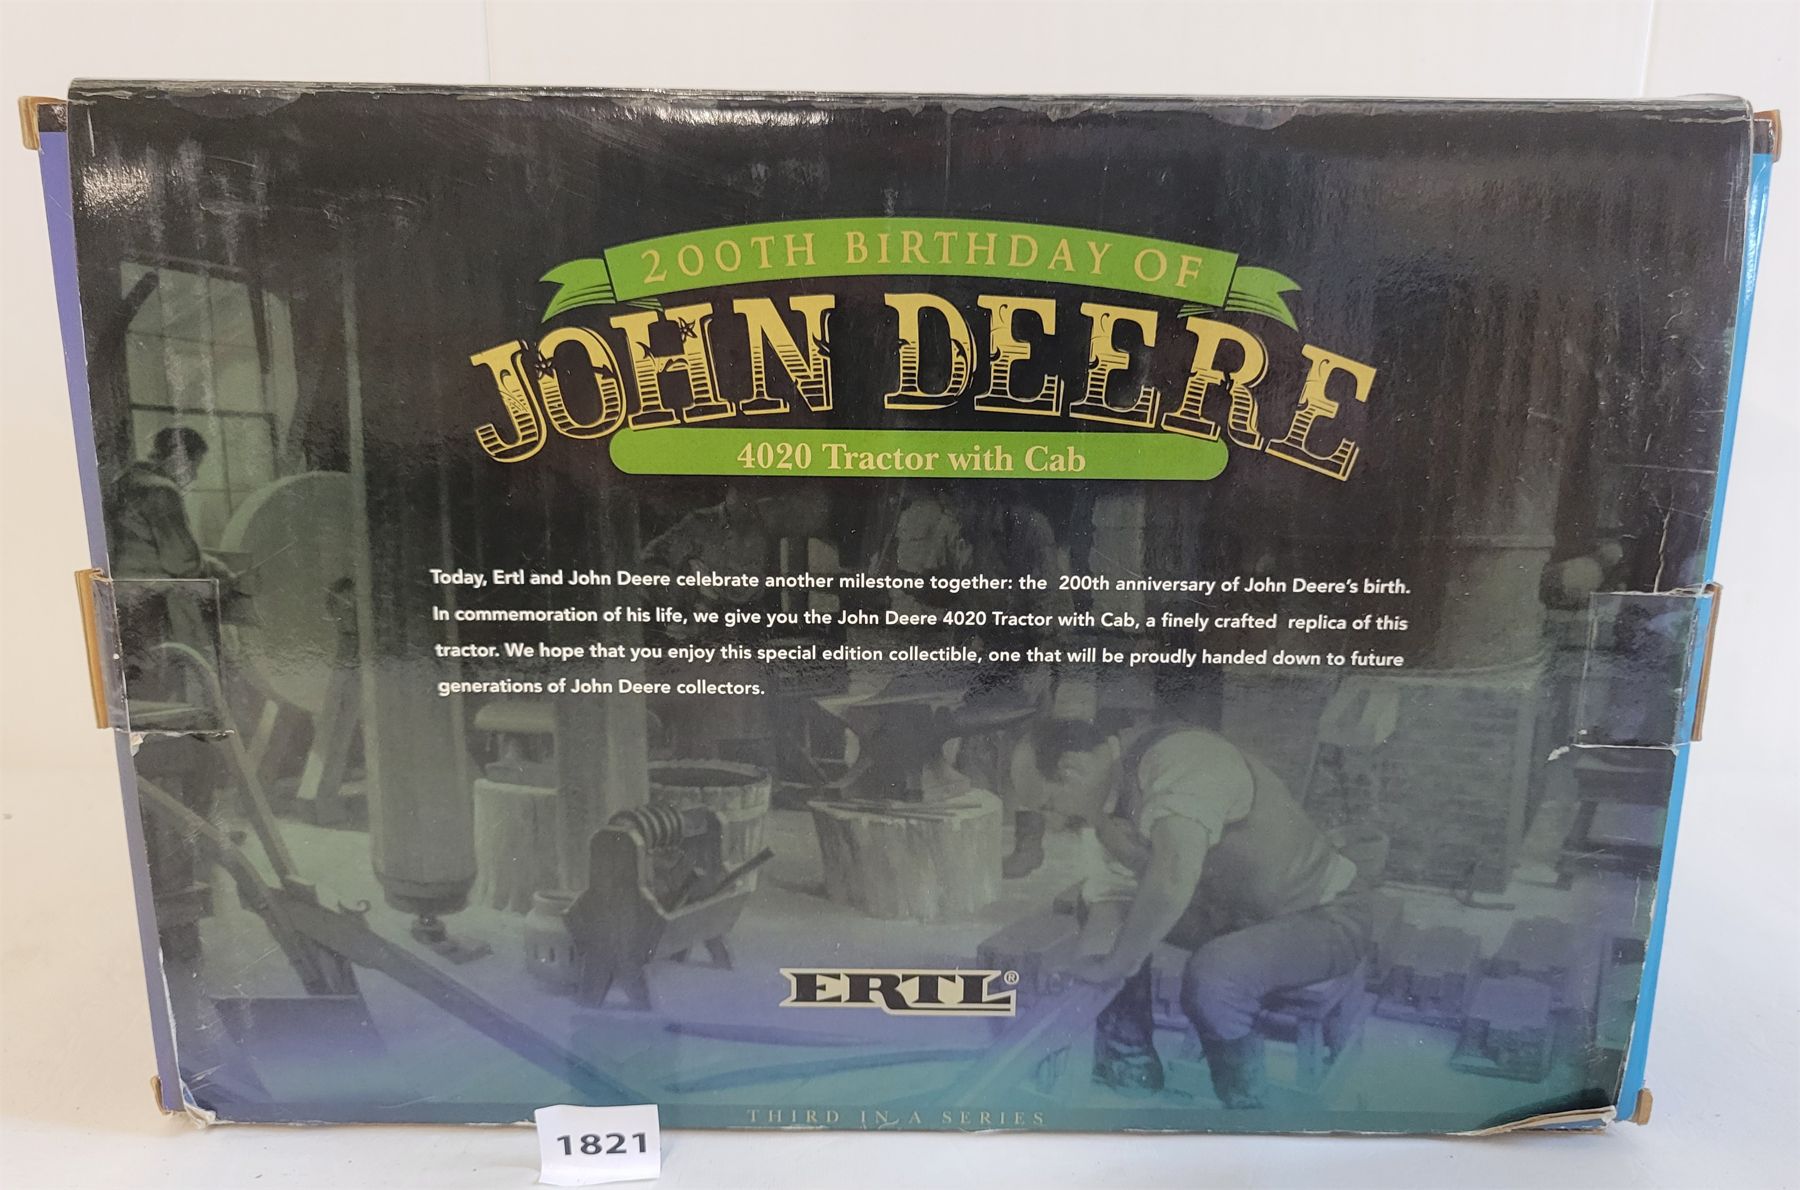 200TH BIRTHDAY OF
JOHN DEERE
4020 Tractor with Cab
Today, Ertl and John Deere celebrate another milestone together: the 200th anniversary of John Deere's birth.
In commemoration of his life, we give you the John Deere 4020 Tractor with Cab, a finely crafted replica of this
tractor. We hope that you enjoy this special edition collectible, one that will be proudly handed down to future
generations of John Deere collectors.
ERTL®
THIRD IN A SERIES
1821